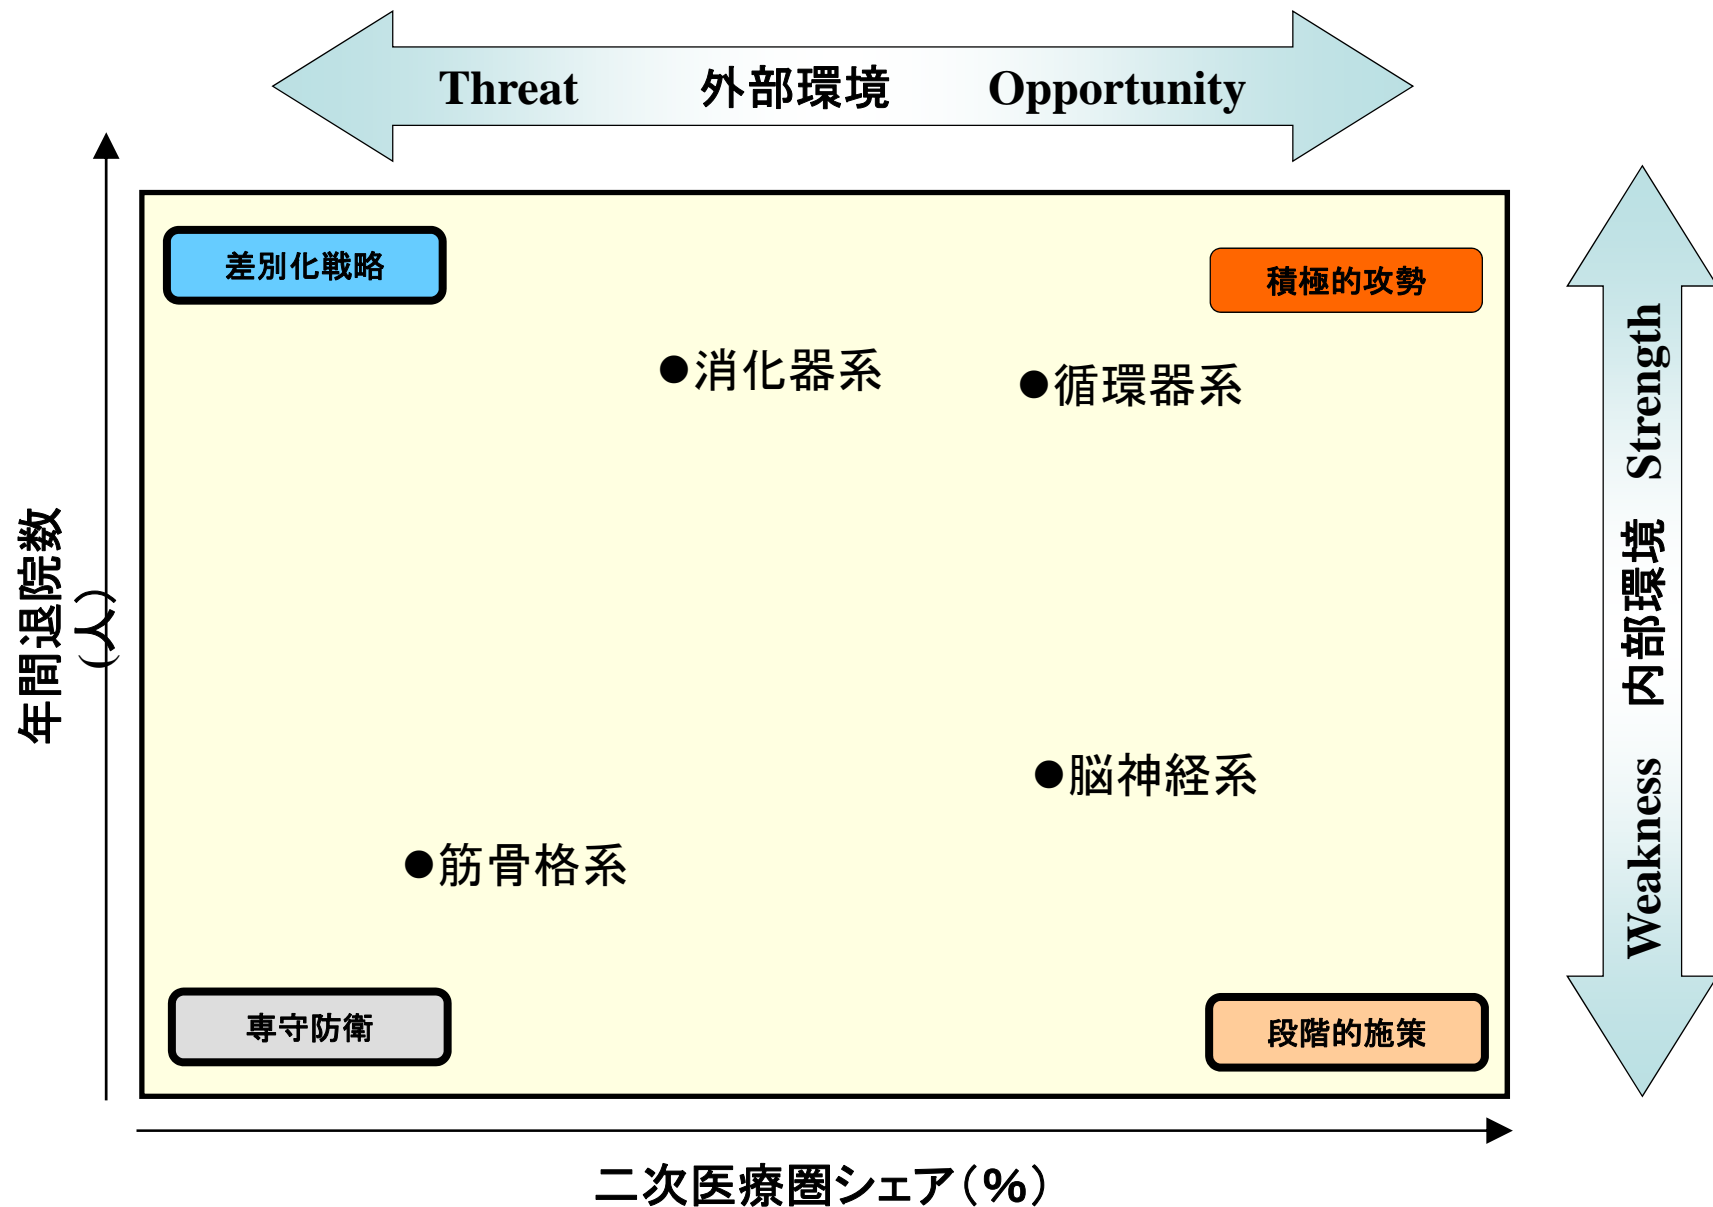 Threat 外部環境 Opportunity
差別化戦略
積極的攻勢
●消化器系
●循環器系
年間退院数
(人)
Strength
内部環境
Weakness
●脳神経系
●筋骨格系
専守防衛
段階的施策
二次医療圏シェア(%)